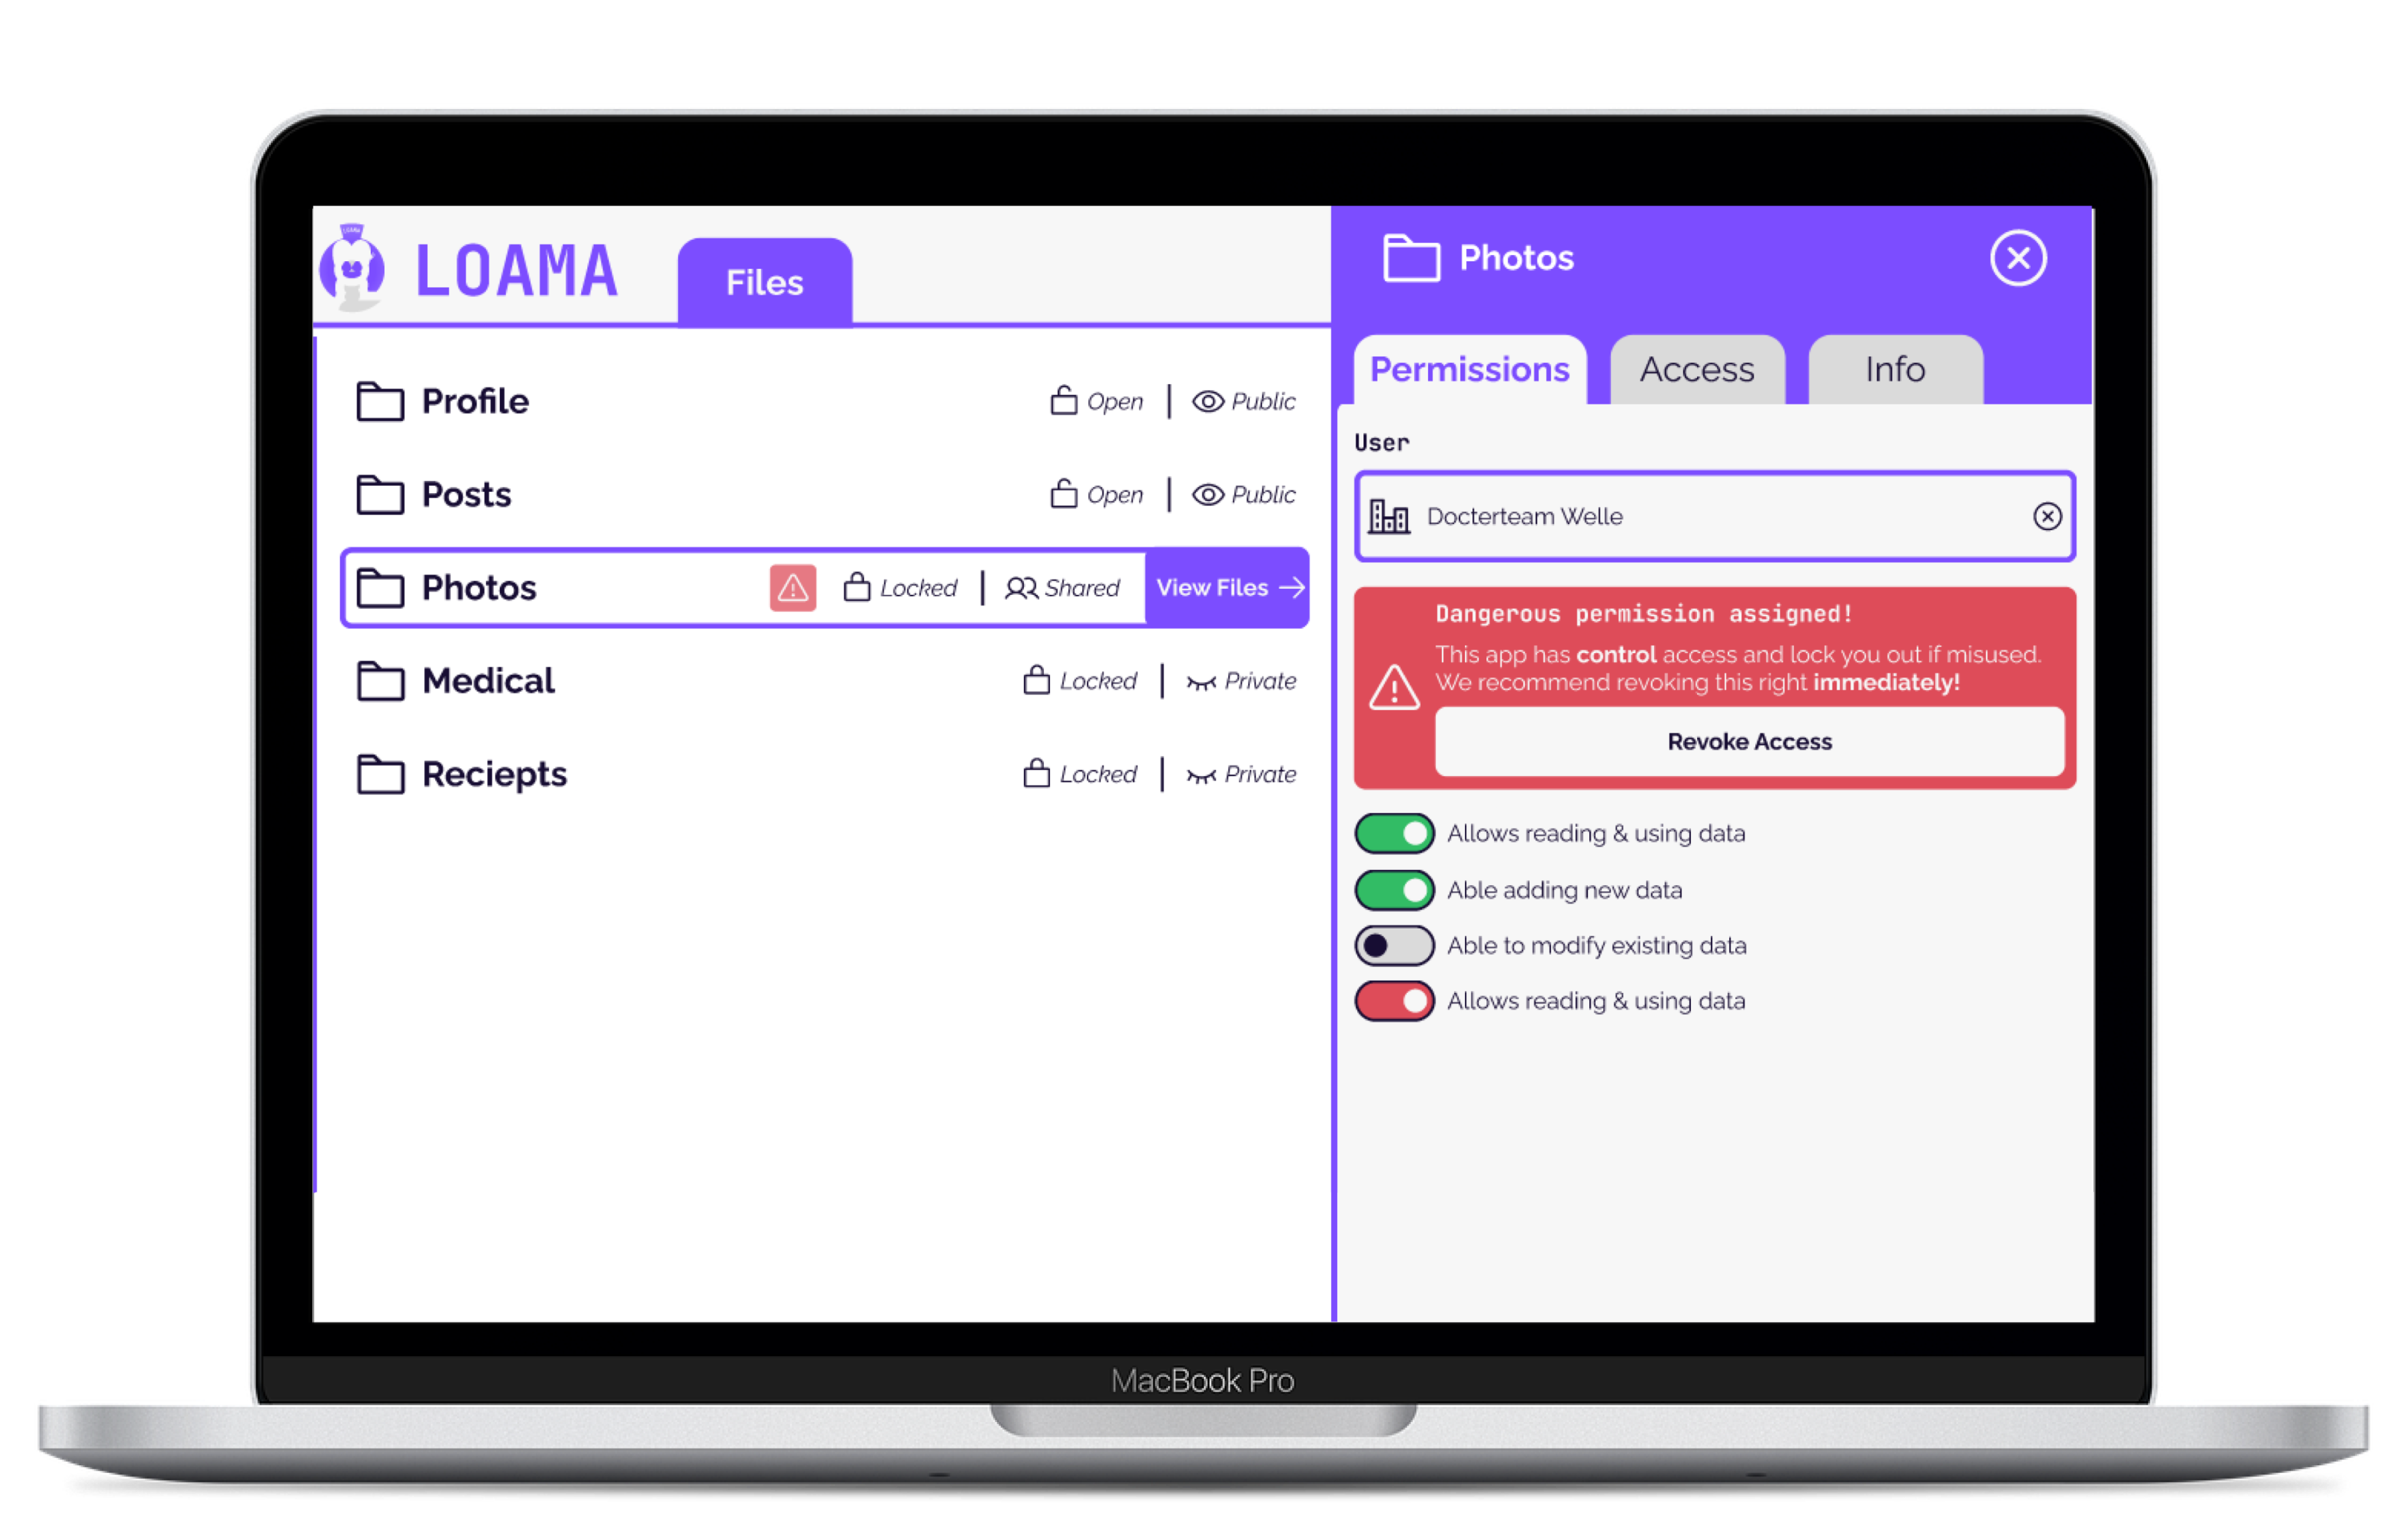 LOAMA
Files
Profile
Open | Public
Posts
Open | Public
Photos
Locked | Shared
View Files →
Medical
Locked | Private
Reciepts
Locked | Private
Photos
Permissions
Access
Info
User
Docterteam Welle
Dangerous permission assigned!
This app has control access and lock you out if misused.
We recommend revoking this right immediately!
Revoke Access
Allows reading & using data
Able adding new data
Able to modify existing data
Allows reading & using data
MacBook Pro